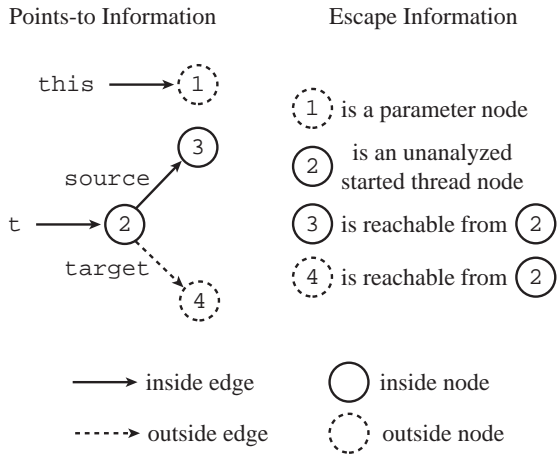 Points-to Information
Escape Information
this
1
1 is a parameter node
3
2 is an unanalyzed
started thread node
source
t
2
3 is reachable from 2
target
4
4 is reachable from 2
inside edge
inside node
outside edge
outside node